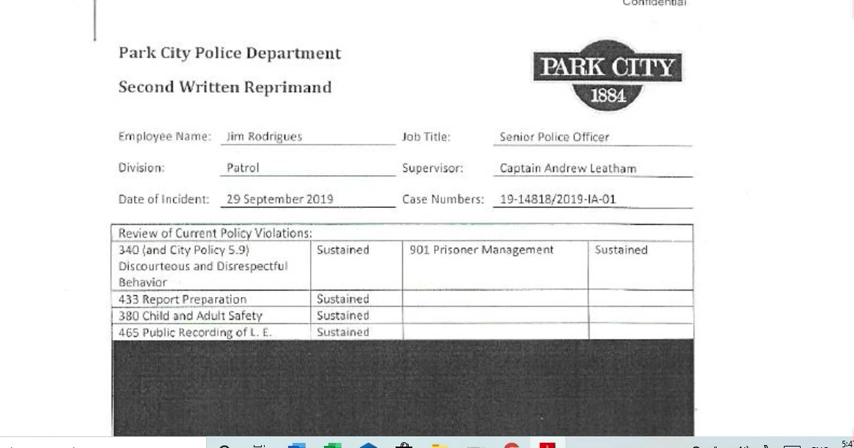 Confidential
Park City Police Department
Second Written Reprimand
PARK CITY
1884
Employee Name: Jim Rodrigues Job Title: Senior Police Officer
Division: Patrol Supervisor: Captain Andrew Leatham
Date of Incident: 29 September 2019 Case Numbers: 19-14818/2019-IA-01
Review of Current Policy Violations:
340 (and City Policy 5.9) Sustained 901 Prisoner Management Sustained
Discourteous and Disrespectful
Behavior
433 Report Preparation Sustained
380 Child and Adult Safety Sustained
465 Public Recording of L. E. Sustained